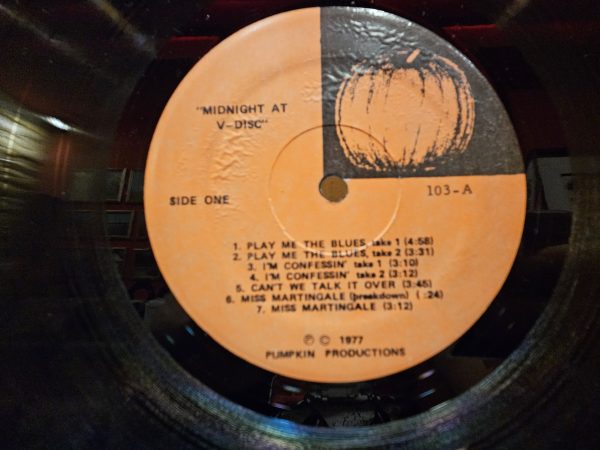 "MIDNIGHT AT
V-DISC"
SIDE ONE
103-A
1. PLAY ME THE BLUES, take 1 (4:58)
2. PLAY ME THE BLUES, take 2 (3:31)
3. I'M CONFESSIN' take 1 (3:10)
4. I'M CONFESSIN' take 2 (3:12)
5. CAN'T WE TALK IT OVER (3:45)
6. MISS MARTINGALE (breakdown) ( :24)
7. MISS MARTINGALE (3:12)
Ⓟ © 1977
PUMPKIN PRODUCTIONS